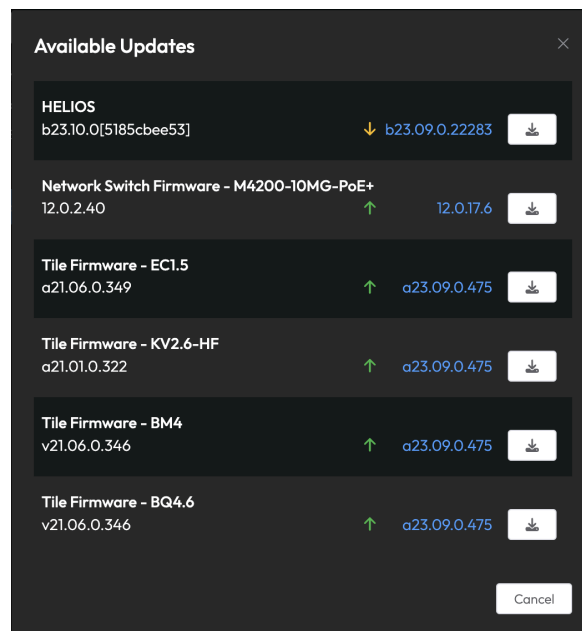 Available Updates
HELIOS
b23.10.0[5185cbee53] b23.09.0.22283
Network Switch Firmware - M4200-10MG-PoE+
12.0.2.40 12.0.17.6
Tile Firmware - EC1.5
a21.06.0.349 a23.09.0.475
Tile Firmware - KV2.6-HF
a21.01.0.322 a23.09.0.475
Tile Firmware - BM4
v21.06.0.346 a23.09.0.475
Tile Firmware - BQ4.6
v21.06.0.346 a23.09.0.475
Cancel